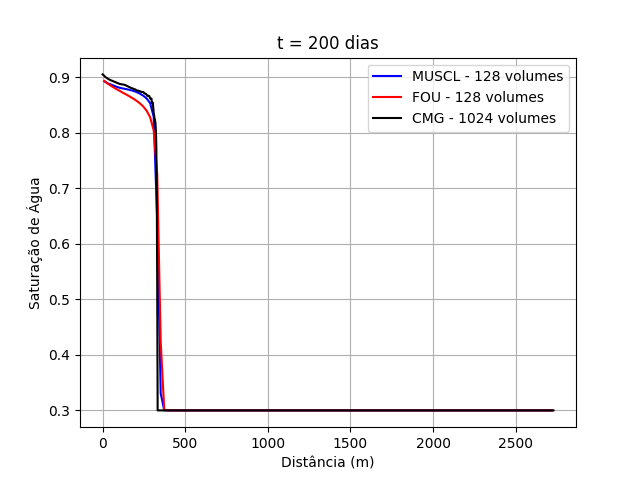 t = 200 dias
MUSCL - 128 volumes
FOU - 128 volumes
CMG - 1024 volumes
Saturação de Água
0.9
0.8
0.7
0.6
0.5
0.4
0.3
0 500 1000 1500 2000 2500
Distância (m)